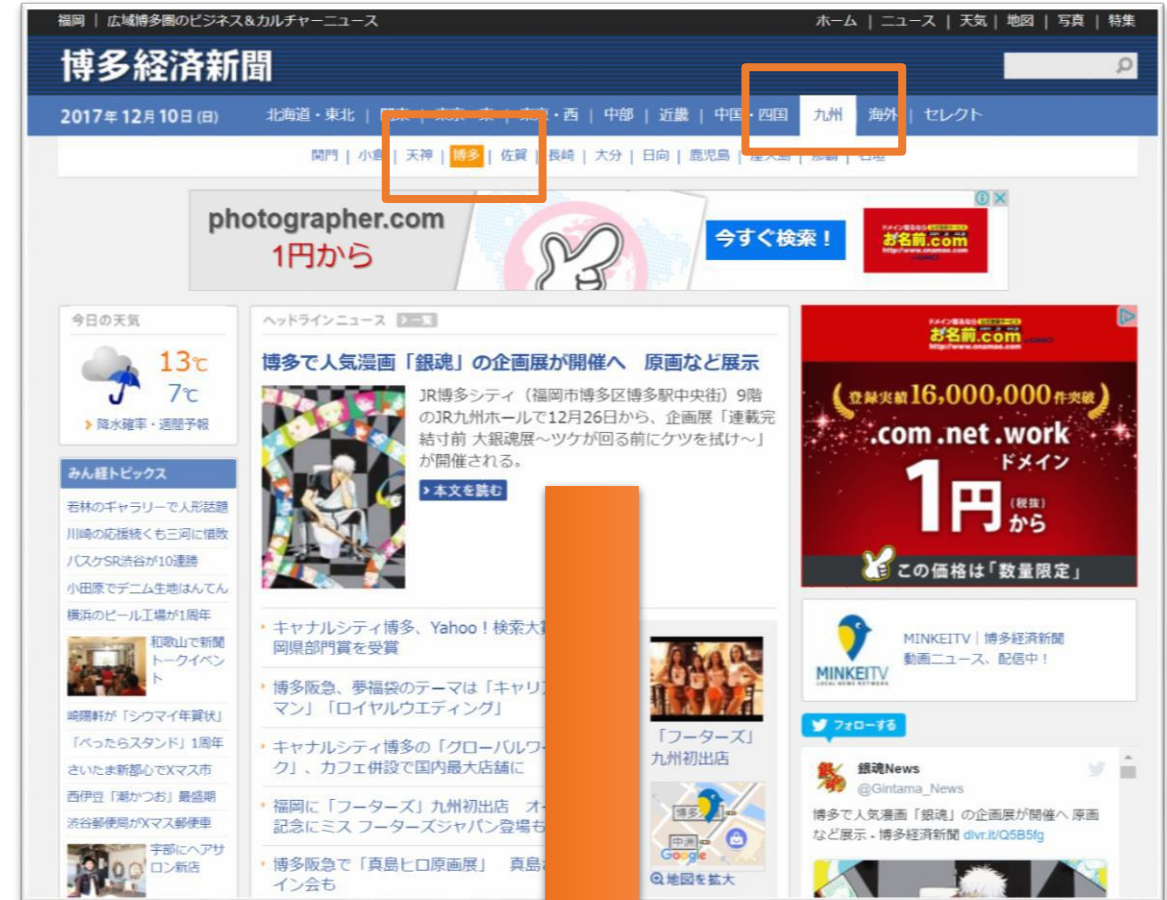 福岡 | 広域博多圏のビジネス&カルチャーニュース
ホーム | ニュース | 天気 | 地図 | 写真 | 特集
博多経済新聞
2017年12月10日(日)
北海道・東北 | 東・西 | 中部 | 近畿 | 中国・四国 九州 海外 | セレクト
関門 | 小倉 | 天神 | 博多 | 佐賀 | 長崎 | 大分 | 日向 | 鹿児島 |
photographer.com
1円から
今すぐ検索!
お名前.com
今日の天気
13℃
7℃
降水確率・週間予報
みん経トピックス
若林のギャラリーで人形話題
川崎の応援続くも三河に惜敗
バスケSR渋谷が10連勝
小田原でデニム生地はんてん
横浜のビール工場が1周年
和歌山で新聞
トークイベン
ト
崎陽軒が「シウマイ年賀状」
「べったらスタンド」1周年
さいたま新都心でXマス市
西伊豆「潮かつお」最盛期
渋谷郵便局がXマス郵便車
宇部にヘアサ
ロン新店
ヘッドラインニュース 一覧
博多で人気漫画「銀魂」の企画展が開催へ 原画など展示
JR博多シティ(福岡市博多区博多駅中央街)9階
のJR九州ホールで12月26日から、企画展「連載完
結寸前 大銀魂展～ツケが回る前にケツを拭け～」
が開催される。
本文を読む
キャナルシティ博多、Yahoo!検索大
岡県部門賞を受賞
博多阪急、夢福袋のテーマは「キャリ
マン」「ロイヤルウエディング」
キャナルシティ博多の「グローバルワ
ク」、カフェ併設で国内最大店舗に
福岡に「フーターズ」九州初出店 オ
記念にミス フーターズジャパン登場も
博多阪急で「真島ヒロ原画展」 真島
イン会も
「フーターズ」
九州初出店
中洲
Google
地図を拡大
お名前.com
登録実績16,000,000件突破
.com .net .work
ドメイン
1円(税抜)から
この価格は「数量限定」
MINKEITV
LOCAL NEWS NETWORK
MINKEITV|博多経済新聞
動画ニュース、配信中!
フォローする
銀魂News
@Gintama_News
博多で人気漫画「銀魂」の企画展が開催へ 原画
など展示 - 博多経済新聞 dlvr.it/Q5B5fg